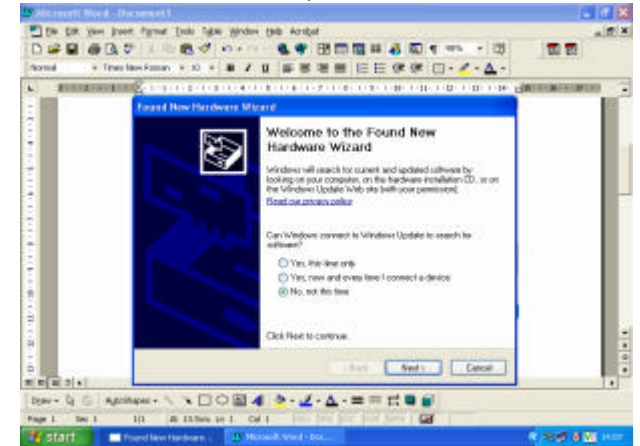 Microsoft Word - Document1
File Edit View Insert Format Tools Table Window Help Acrobat
Normal Times New Roman 10 B I U
Found New Hardware Wizard
Welcome to the Found New
Hardware Wizard
Windows will search for current and updated software by
looking on your computer, on the hardware installation CD, or on
the Windows Update Web site (with your permission).
Read our privacy policy
Can Windows connect to Windows Update to search for
software?
Yes, this time only
Yes, now and every time I connect a device
No, not this time
Click Next to continue.
< Back Next > Cancel
Draw AutoShapes
Page 1 Sec 1 1/1 Ln 1 Col 1
start Found New Hardware... Microsoft Word - Doc...